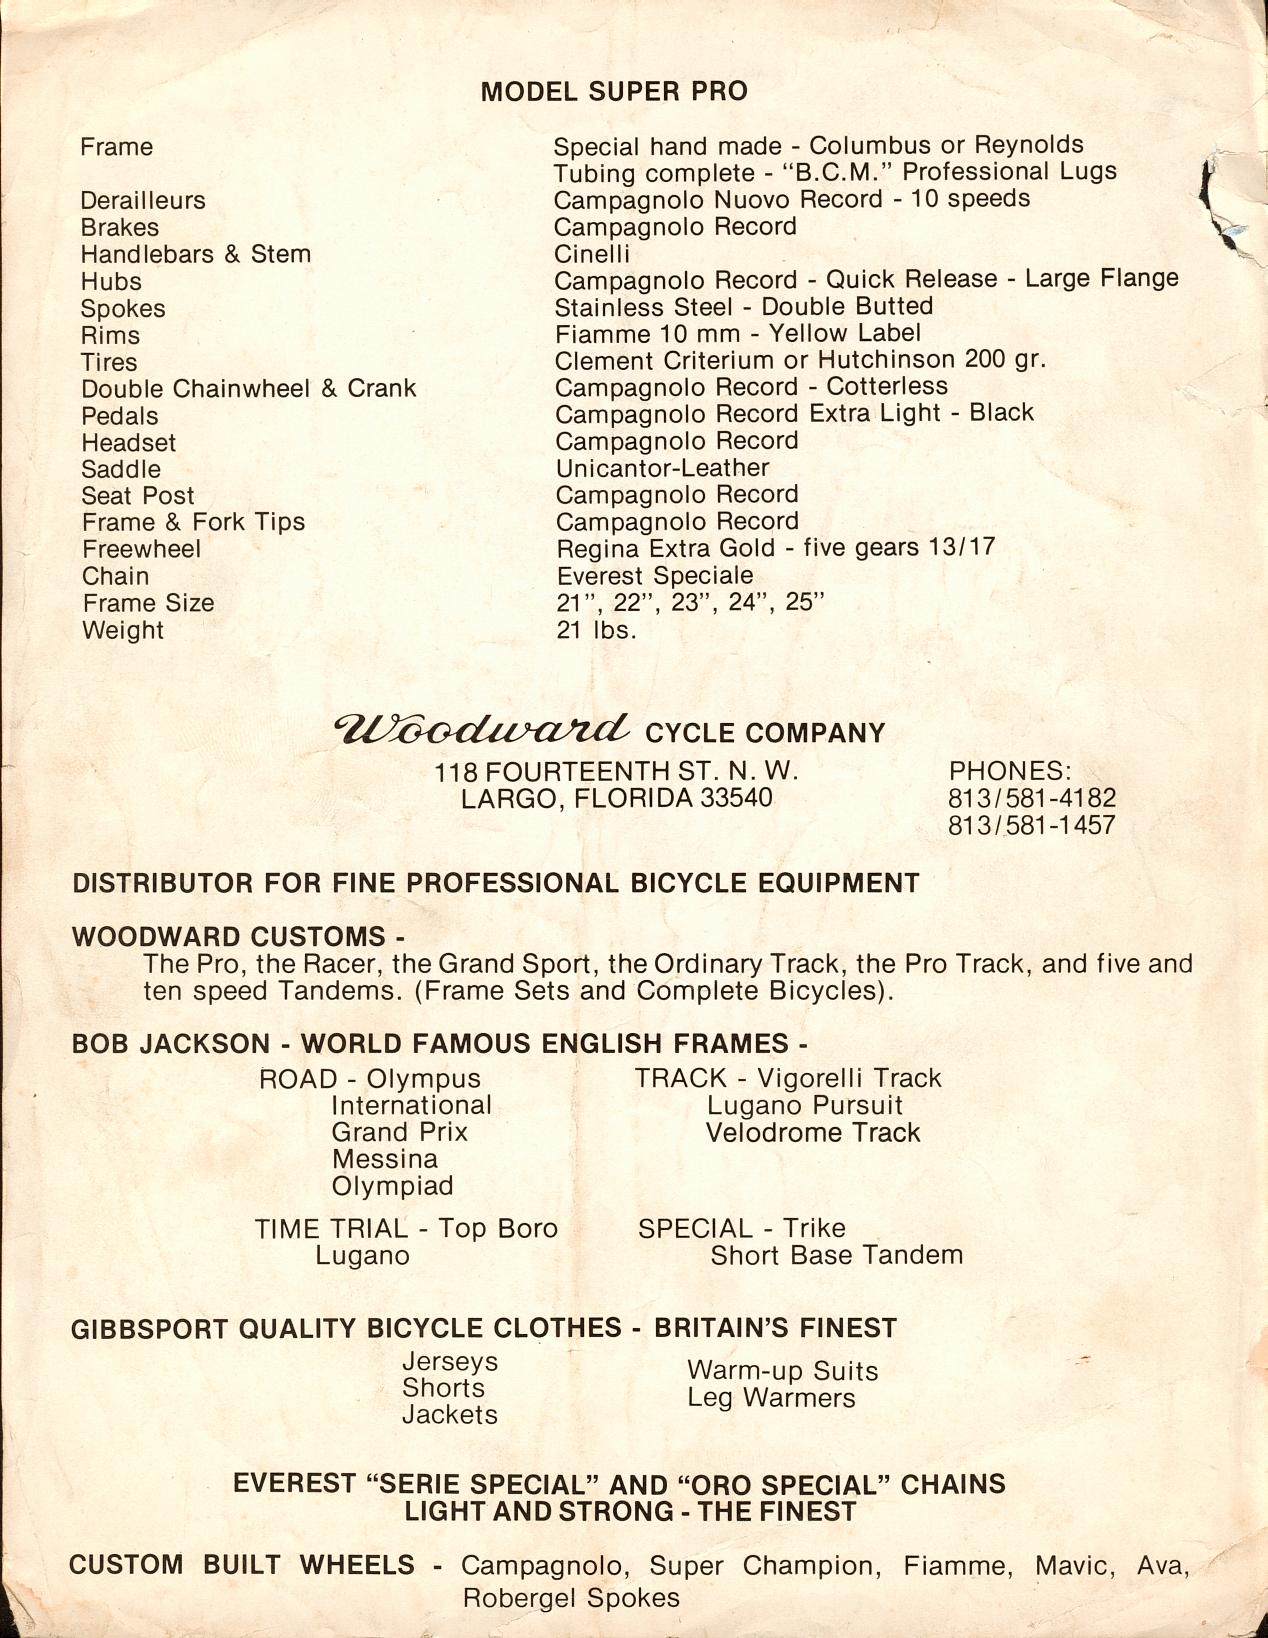 MODEL SUPER PRO
Frame Special hand made - Columbus or Reynolds
Tubing complete - “B.C.M.” Professional Lugs
Derailleurs Campagnolo Nuovo Record - 10 speeds
Brakes Campagnolo Record
Handlebars & Stem Cinelli
Hubs Campagnolo Record - Quick Release - Large Flange
Spokes Stainless Steel - Double Butted
Rims Fiamme 10 mm - Yellow Label
Tires Clement Criterium or Hutchinson 200 gr.
Double Chainwheel & Crank Campagnolo Record - Cotterless
Pedals Campagnolo Record Extra Light - Black
Headset Campagnolo Record
Saddle Unicantor-Leather
Seat Post Campagnolo Record
Frame & Fork Tips Campagnolo Record
Freewheel Regina Extra Gold - five gears 13/17
Chain Everest Speciale
Frame Size 21”, 22”, 23”, 24”, 25”
Weight 21 lbs.
Woodward CYCLE COMPANY
118 FOURTEENTH ST. N. W. PHONES:
LARGO, FLORIDA 33540 813/581-4182
813/581-1457
DISTRIBUTOR FOR FINE PROFESSIONAL BICYCLE EQUIPMENT
WOODWARD CUSTOMS -
The Pro, the Racer, the Grand Sport, the Ordinary Track, the Pro Track, and five and
ten speed Tandems. (Frame Sets and Complete Bicycles).
BOB JACKSON - WORLD FAMOUS ENGLISH FRAMES -
ROAD - Olympus TRACK - Vigorelli Track
International Lugano Pursuit
Grand Prix Velodrome Track
Messina
Olympiad
TIME TRIAL - Top Boro SPECIAL - Trike
Lugano Short Base Tandem
GIBBSPORT QUALITY BICYCLE CLOTHES - BRITAIN’S FINEST
Jerseys Warm-up Suits
Shorts Leg Warmers
Jackets
EVEREST “SERIE SPECIAL” AND “ORO SPECIAL” CHAINS
LIGHT AND STRONG - THE FINEST
CUSTOM BUILT WHEELS - Campagnolo, Super Champion, Fiamme, Mavic, Ava,
Robergel Spokes